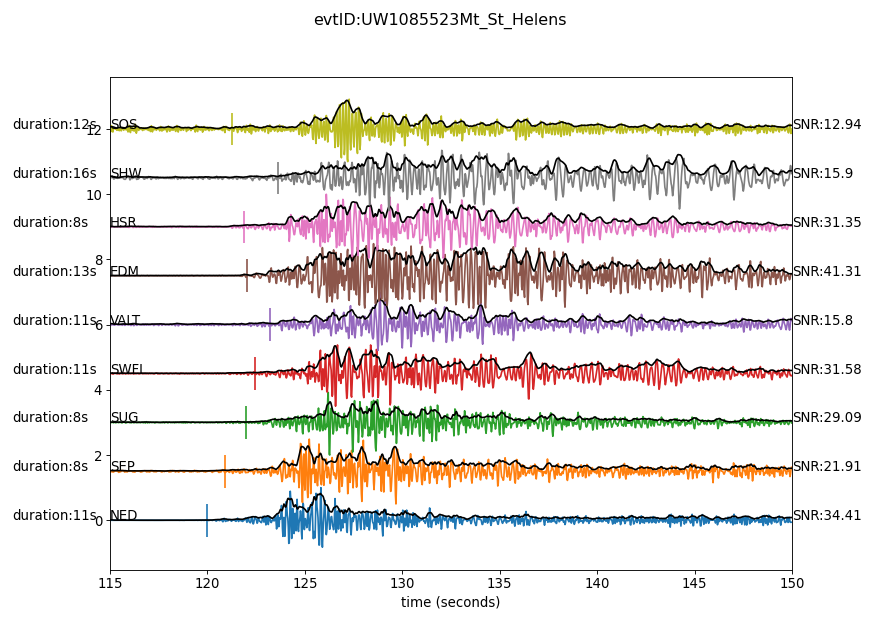 evtID:UW1085523Mt_St_Helens
duration:12s SOS SNR:12.94
12
duration:16s SHW SNR:15.9
10
duration:8s HSR SNR:31.35
8
duration:13s EDM SNR:41.31
duration:11s VALT SNR:15.8
6
duration:11s SWFL SNR:31.58
4
duration:8s SUG SNR:29.09
2
duration:8s SEP SNR:21.91
duration:11s NED SNR:34.41
0
115 120 125 130 135 140 145 150
time (seconds)